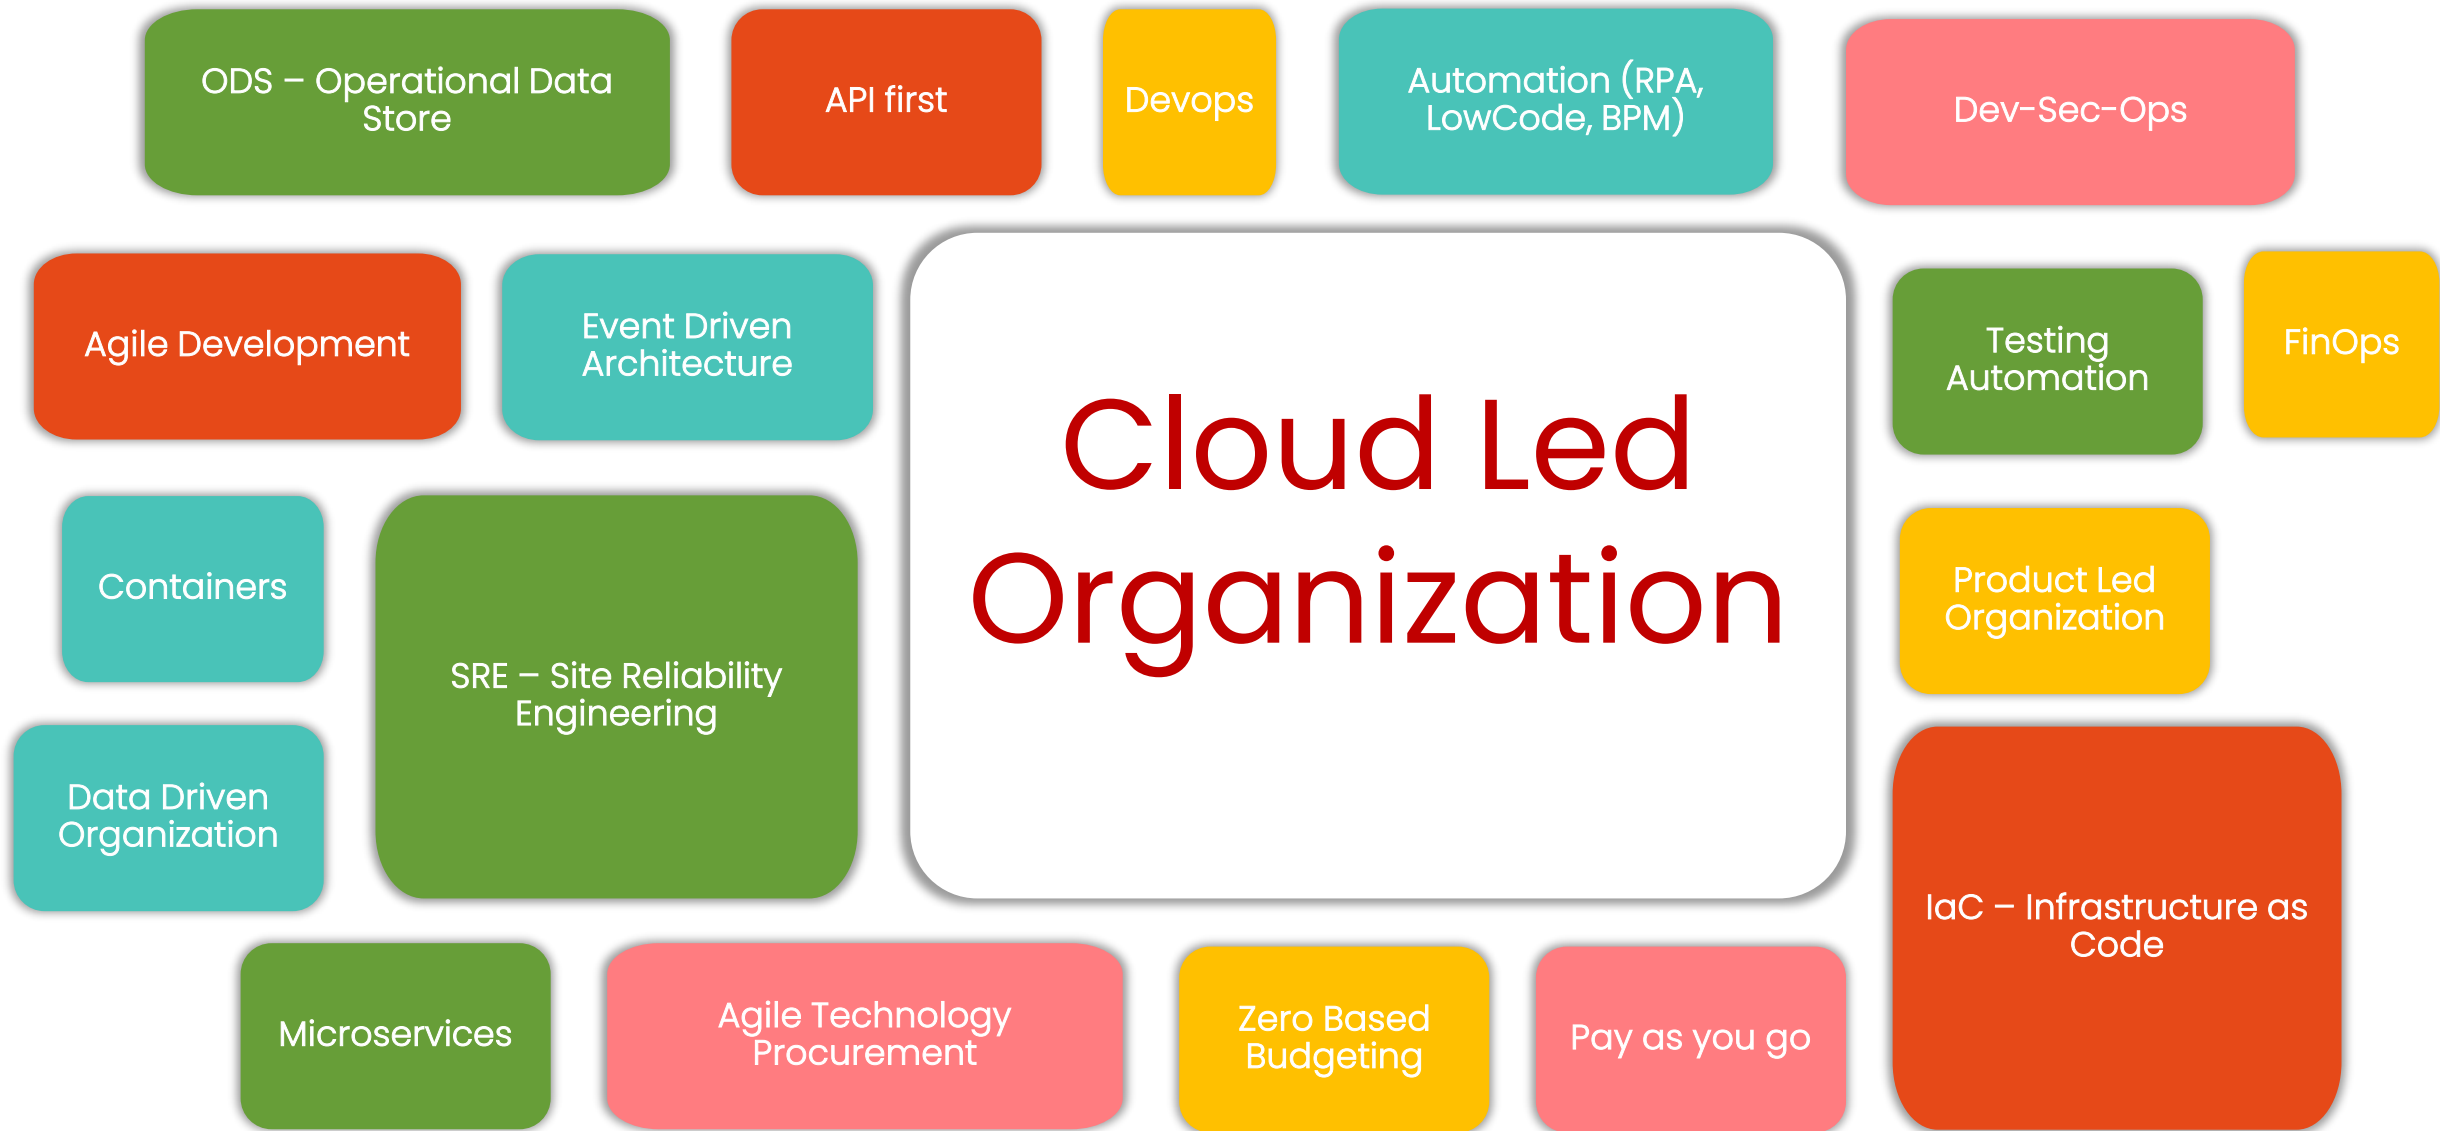 ODS – Operational Data
Store
API first
Devops
Automation (RPA,
LowCode, BPM)
Dev-Sec-Ops
Agile Development
Event Driven
Architecture
Cloud Led
Organization
Testing
Automation
FinOps
Containers
SRE – Site Reliability
Engineering
Product Led
Organization
Data Driven
Organization
IaC – Infrastructure as
Code
Microservices
Agile Technology
Procurement
Zero Based
Budgeting
Pay as you go